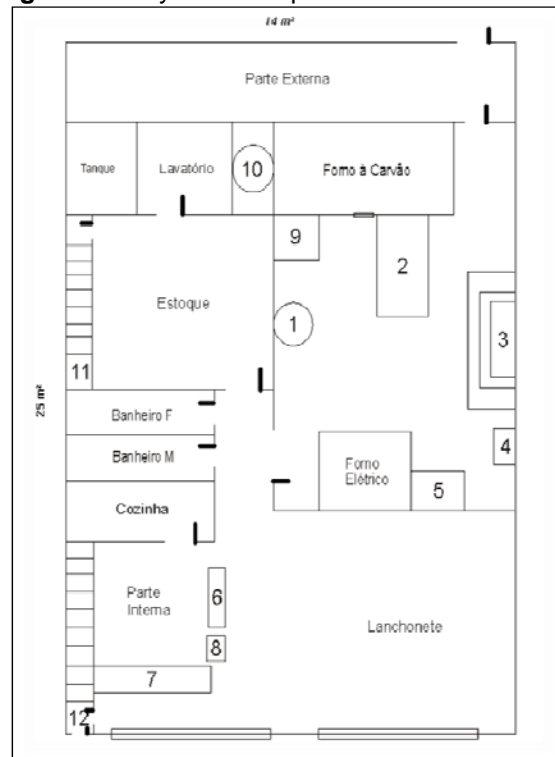 14 m²
Parte Externa
Tanque
Lavatório
10
Forno à Carvão
9
2
Estoque
1
3
11
25 m²
Banheiro F
4
Banheiro M
Forno
Elétrico
5
Cozinha
Parte
Interna
6
Lanchonete
8
7
12